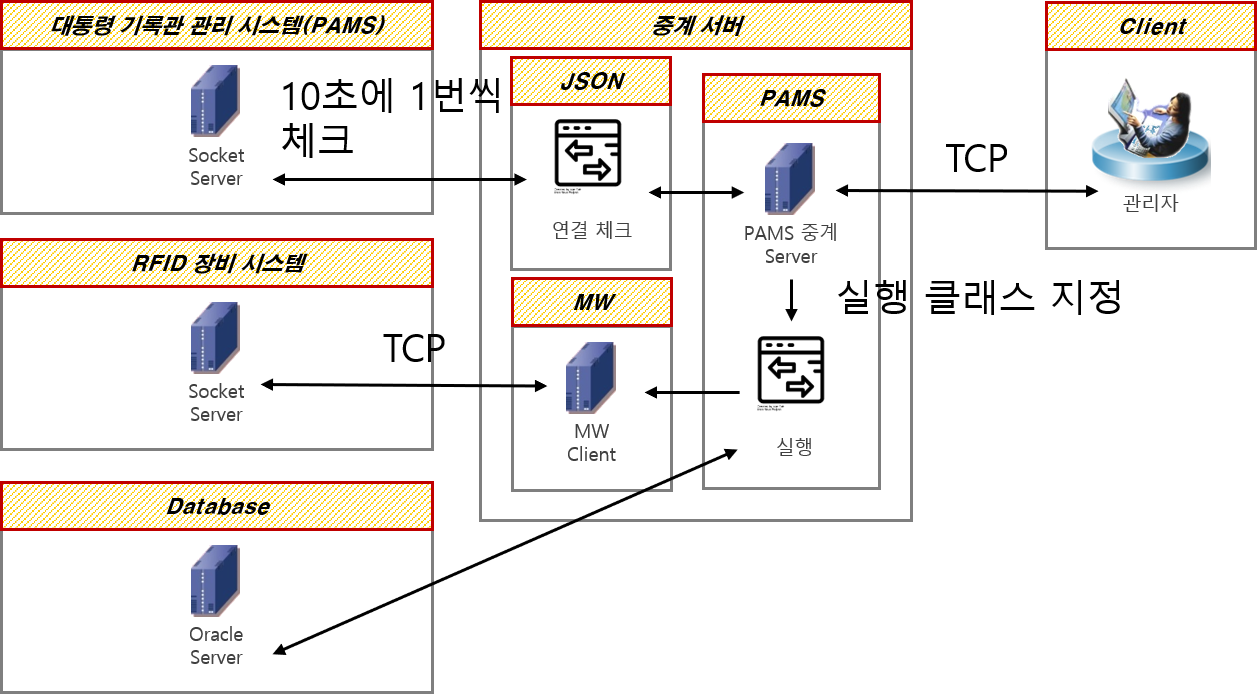 대통령 기록관 관리 시스템(PAMS)
Socket
Server
10초에 1번씩
체크
중계 서버
JSON
연결 체크
PAMS
PAMS 중계
Server
실행 클래스 지정
실행
MW
MW
Client
TCP
Client
관리자
RFID 장비 시스템
Socket
Server
TCP
Database
Oracle
Server